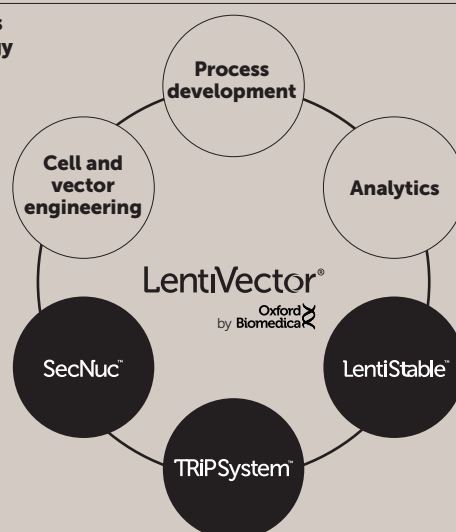 Process
development
Cell and
vector
engineering
Analytics
LentiVector®
by Oxford
Biomedica
SecNuc™
LentiStable™
TRiPSystem™